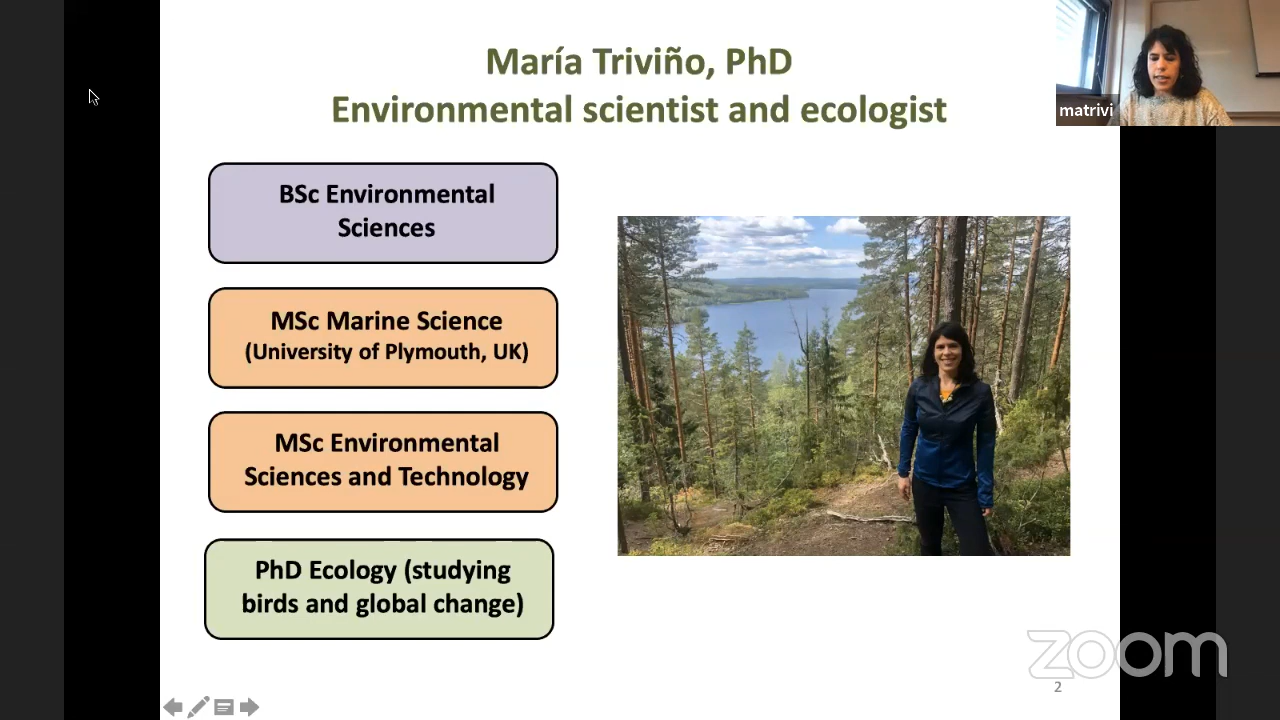 María Triviño, PhD
Environmental scientist and ecologist
matrivi
BSc Environmental
Sciences
MSc Marine Science
(University of Plymouth, UK)
MSc Environmental
Sciences and Technology
PhD Ecology (studying
birds and global change)
zoom
2